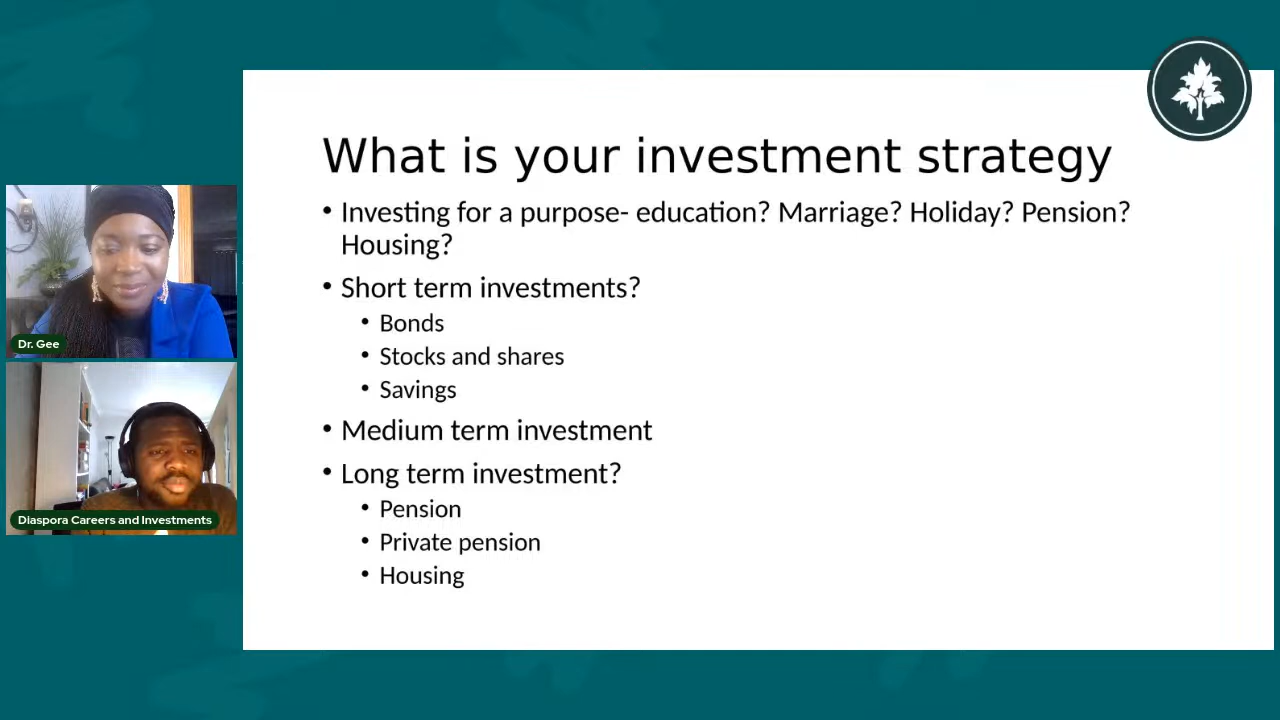 What is your investment strategy
• Investing for a purpose- education? Marriage? Holiday? Pension?
Housing?
• Short term investments?
• Bonds
• Stocks and shares
• Savings
• Medium term investment
• Long term investment?
• Pension
• Private pension
• Housing
Dr. Gee
Diaspora Careers and Investments